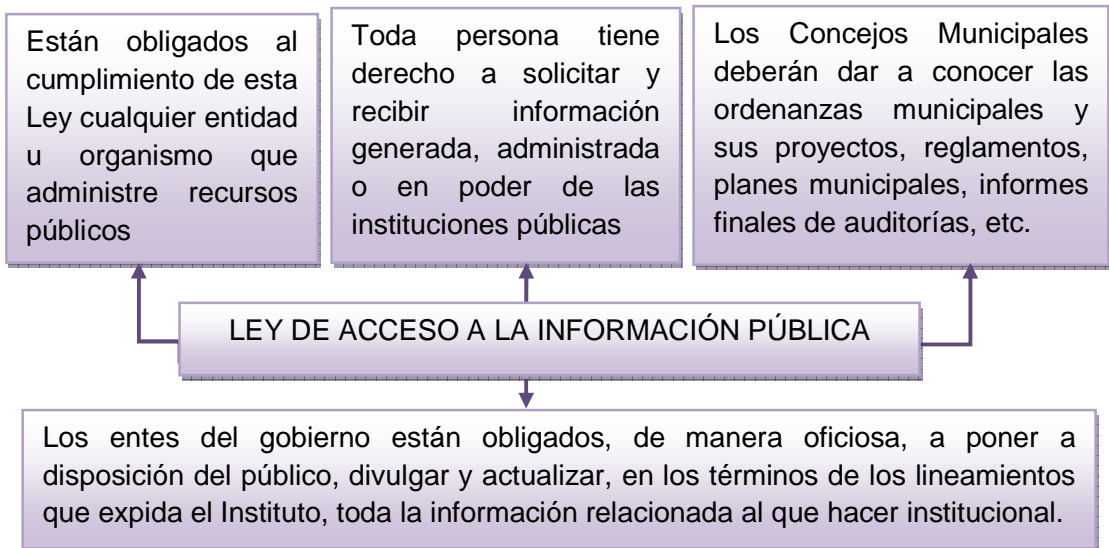 Están obligados al
cumplimiento de esta
Ley cualquier entidad
u organismo que
administre recursos
públicos
Toda persona tiene
derecho a solicitar y
recibir información
generada, administrada
o en poder de las
instituciones públicas
Los Concejos Municipales
deberán dar a conocer las
ordenanzas municipales y
sus proyectos, reglamentos,
planes municipales, informes
finales de auditorías, etc.
LEY DE ACCESO A LA INFORMACIÓN PÚBLICA
Los entes del gobierno están obligados, de manera oficiosa, a poner a
disposición del público, divulgar y actualizar, en los términos de los lineamientos
que expida el Instituto, toda la información relacionada al que hacer institucional.